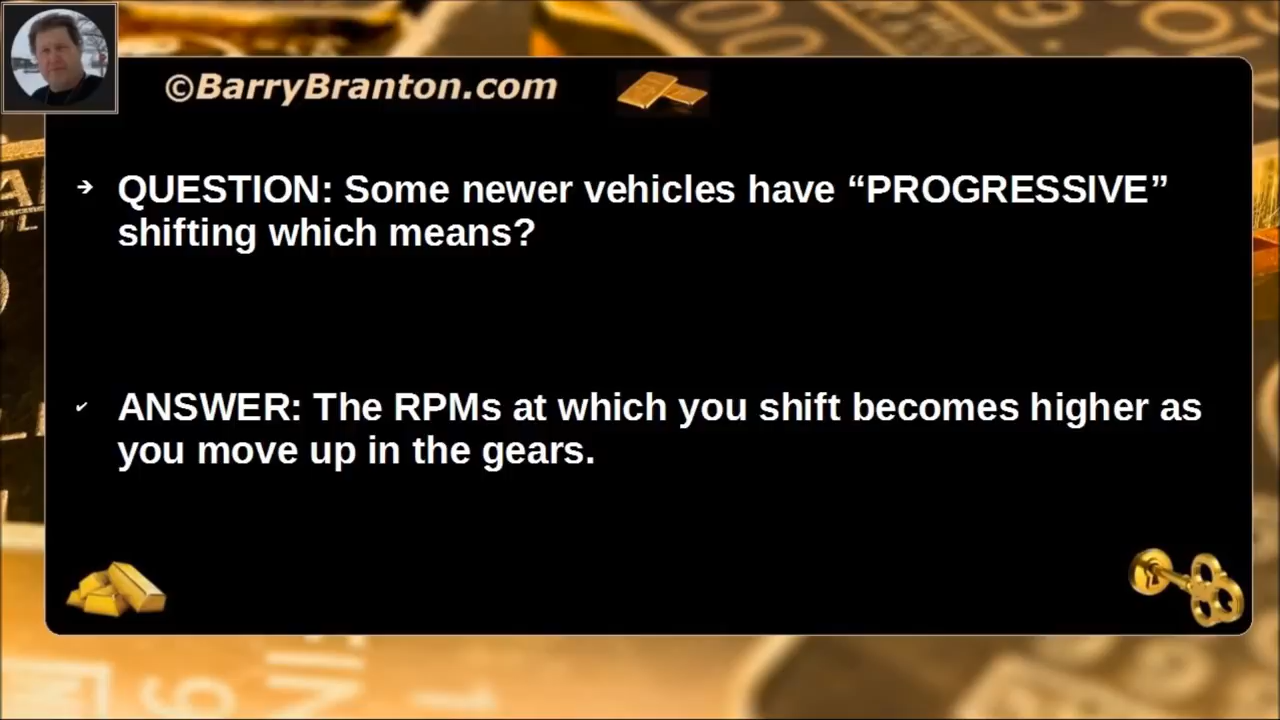 ©BarryBranton.com
➔ QUESTION: Some newer vehicles have “PROGRESSIVE”
shifting which means?
✓ ANSWER: The RPMs at which you shift becomes higher as
you move up in the gears.